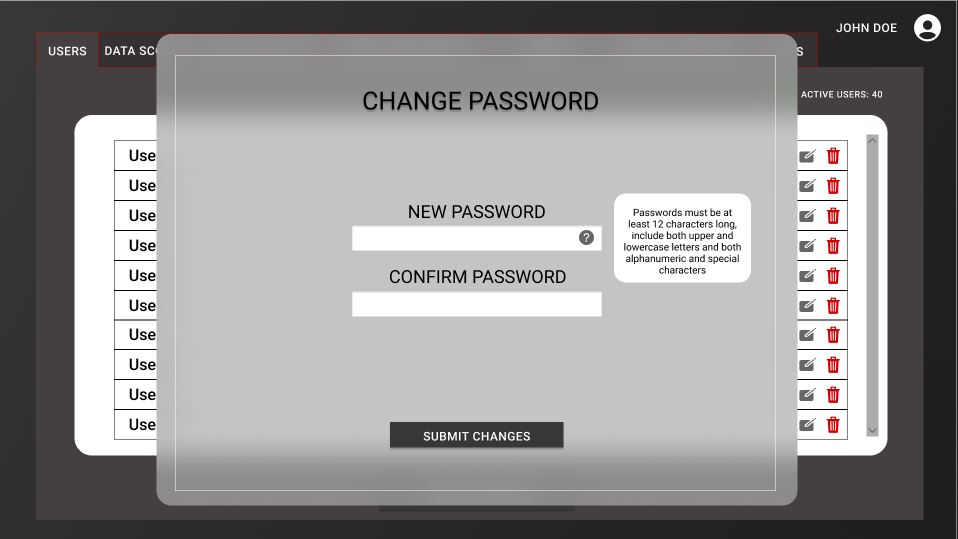 JOHN DOE
USERS
DATA SC
S
ACTIVE USERS: 40
CHANGE PASSWORD
NEW PASSWORD
?
Passwords must be at
least 12 characters long,
include both upper and
lowercase letters and both
alphanumeric and special
characters
CONFIRM PASSWORD
SUBMIT CHANGES
Use
Use
Use
Use
Use
Use
Use
Use
Use
Use